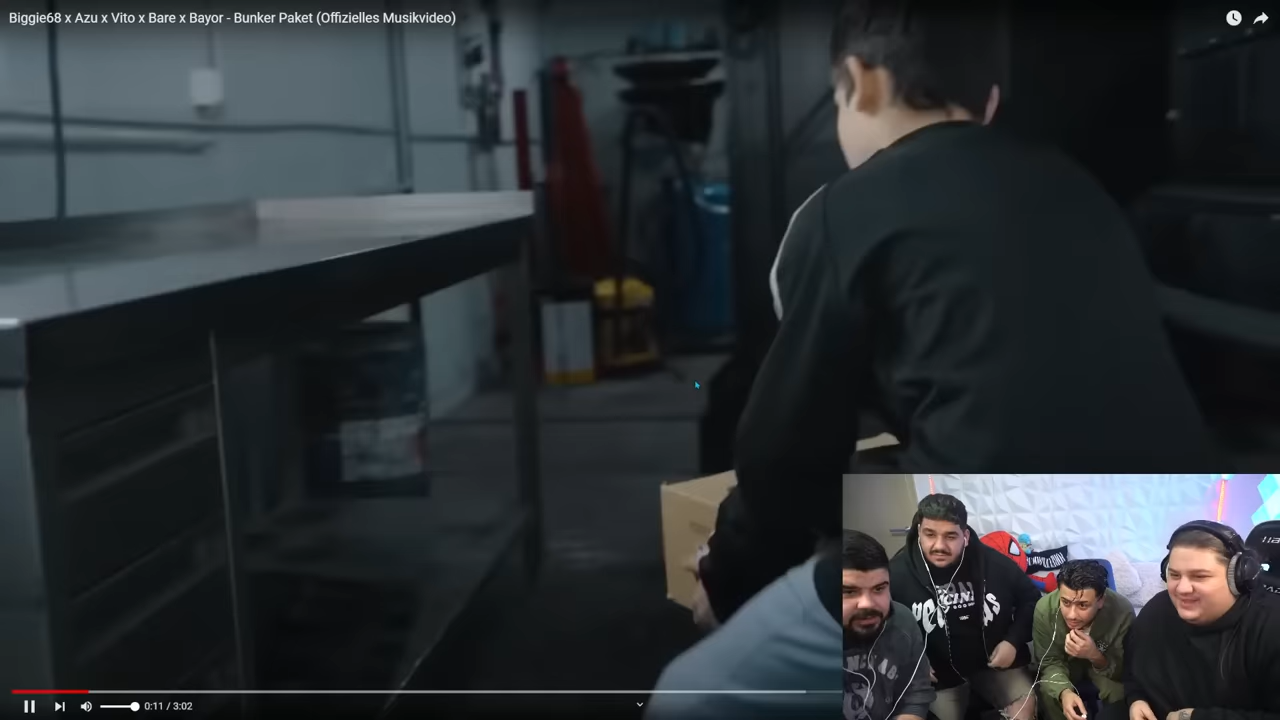 Biggie68 x Azu x Vito x Bare x Bayor - Bunker Paket (Offizielles Musikvideo)
0:11 / 3:02